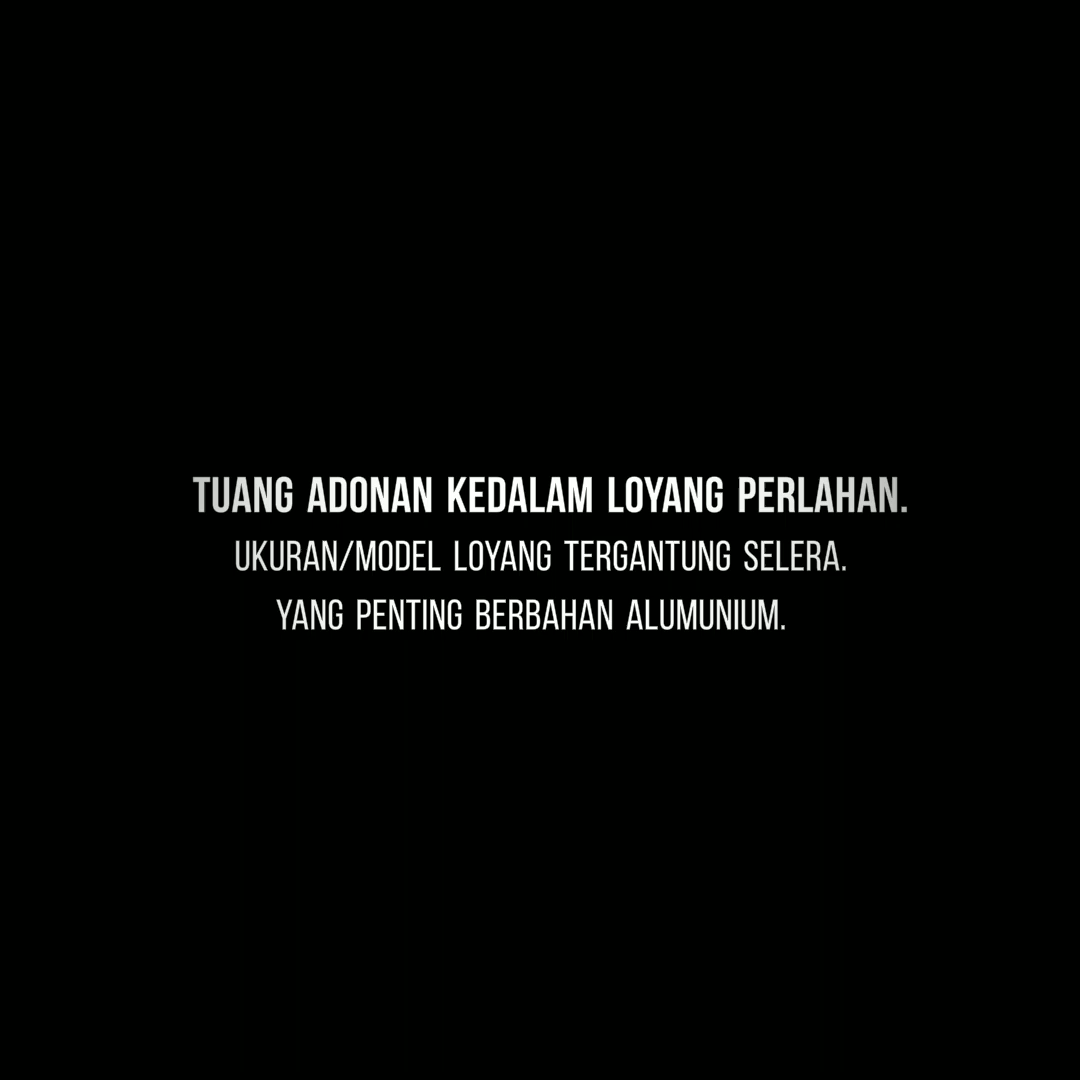 TUANG ADONAN KEDALAM LOYANG PERLAHAN.
UKURAN/MODEL LOYANG TERGANTUNG SELERA.
YANG PENTING BERBAHAN ALUMUNIUM.